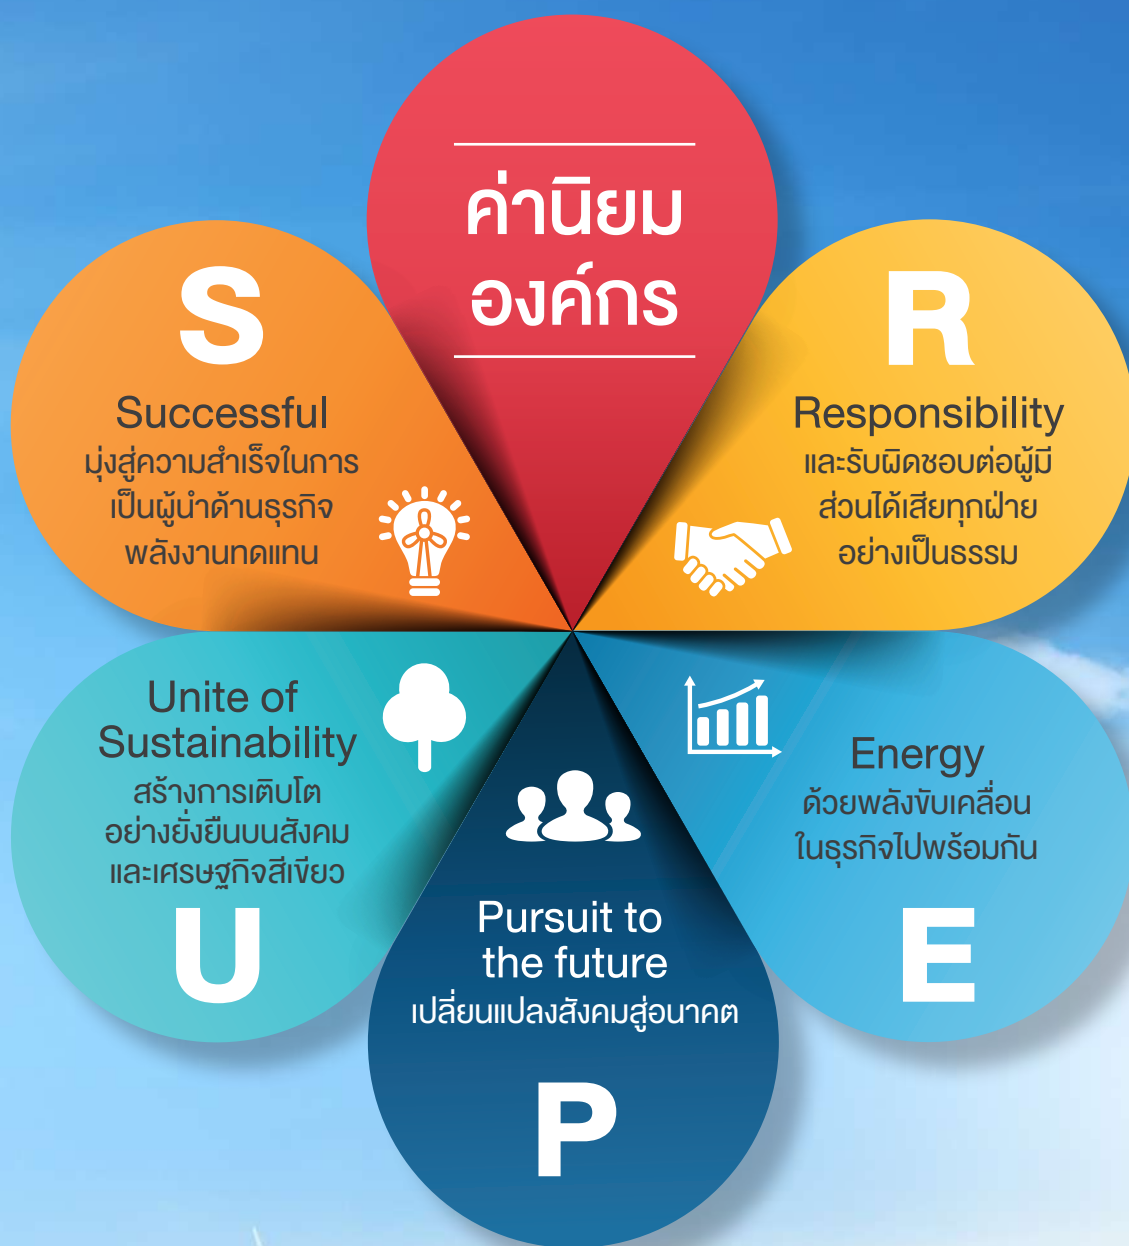 ค่านิยม
องค์กร
S
Successful
มุ่งสู่ความสำเร็จในการ
เป็นผู้นำด้านธุรกิจ
พลังงานทดแทน
Unite of
Sustainability
สร้างการเติบโต
อย่างยั่งยืนบนสังคม
และเศรษฐกิจสีเขียว
U
Pursuit to
the future
เปลี่ยนแปลงสังคมสู่อนาคต
P
Energy
ด้วยพลังขับเคลื่อน
ในธุรกิจไปพร้อมกัน
E
R
Responsibility
และรับผิดชอบต่อผู้มี
ส่วนได้เสียทุกฝ่าย
อย่างเป็นธรรม